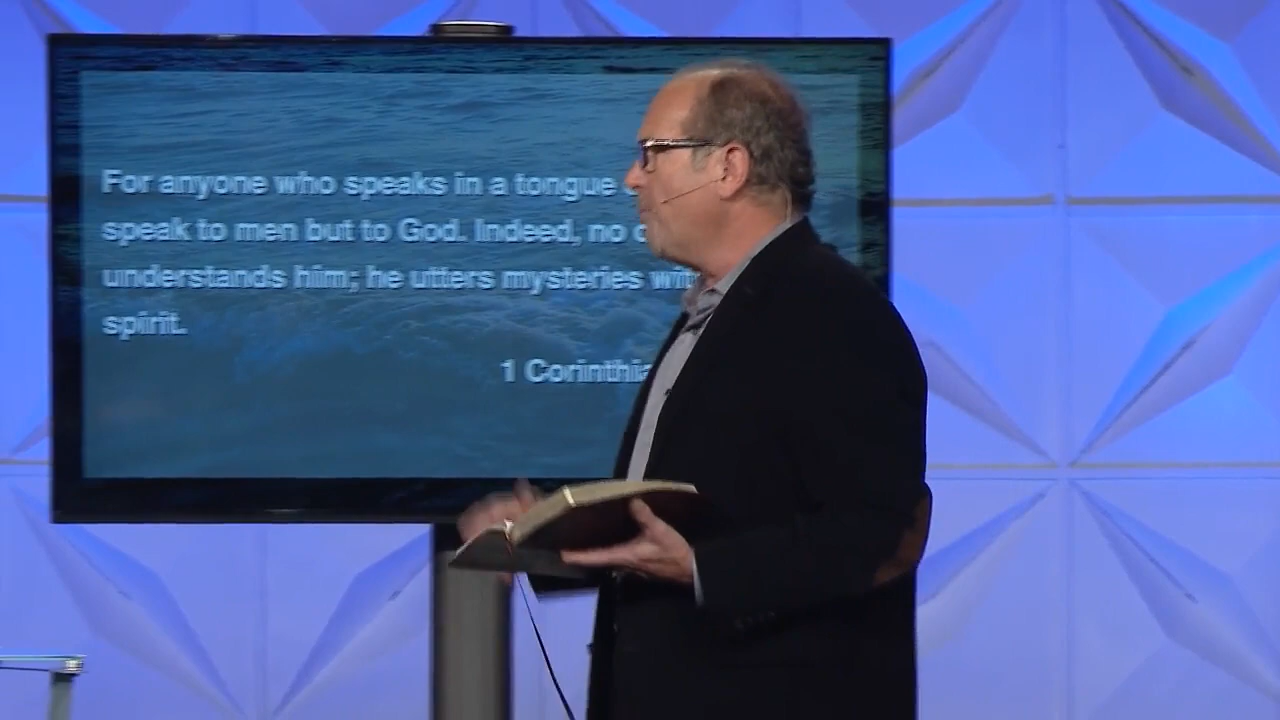 For anyone who speaks in a tongue
speak to men but to God. Indeed, no
understands him; he utters mysteries
spirit.
1